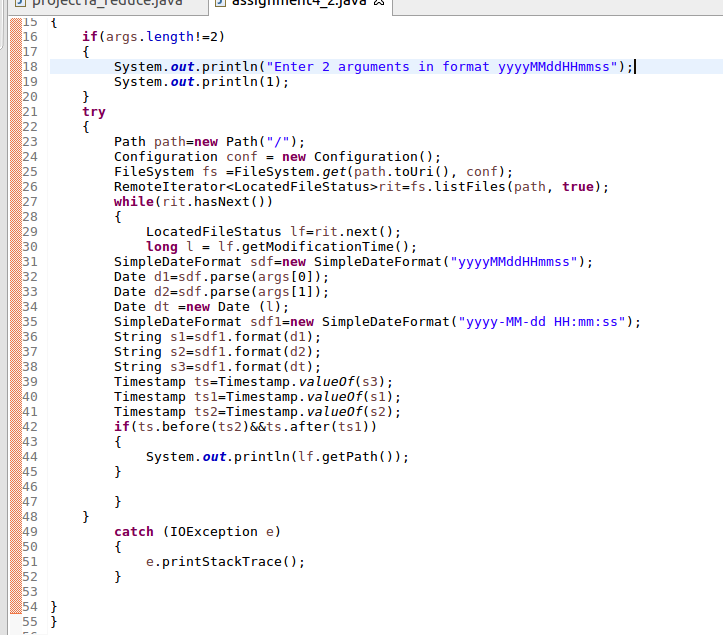 project1a_reduce.java assignment4_2.java
15 {
16 if(args.length!=2)
17 {
18 System.out.println("Enter 2 arguments in format yyyyMMddHHmmss");
19 System.out.println(1);
20 }
21 try
22 {
23 Path path=new Path("/");
24 Configuration conf = new Configuration();
25 FileSystem fs =FileSystem.get(path.toUri(), conf);
26 RemoteIterator<LocatedFileStatus>rit=fs.listFiles(path, true);
27 while(rit.hasNext())
28 {
29 LocatedFileStatus lf=rit.next();
30 long l = lf.getModificationTime();
31 SimpleDateFormat sdf=new SimpleDateFormat("yyyyMMddHHmmss");
32 Date d1=sdf.parse(args[0]);
33 Date d2=sdf.parse(args[1]);
34 Date dt =new Date (l);
35 SimpleDateFormat sdf1=new SimpleDateFormat("yyyy-MM-dd HH:mm:ss");
36 String s1=sdf1.format(d1);
37 String s2=sdf1.format(d2);
38 String s3=sdf1.format(dt);
39 Timestamp ts=Timestamp.valueOf(s3);
40 Timestamp ts1=Timestamp.valueOf(s1);
41 Timestamp ts2=Timestamp.valueOf(s2);
42 if(ts.before(ts2)&&ts.after(ts1))
43 {
44 System.out.println(lf.getPath());
45 }
46
47 }
48 }
49 catch (IOException e)
50 {
51 e.printStackTrace();
52 }
53
54 }
55 }